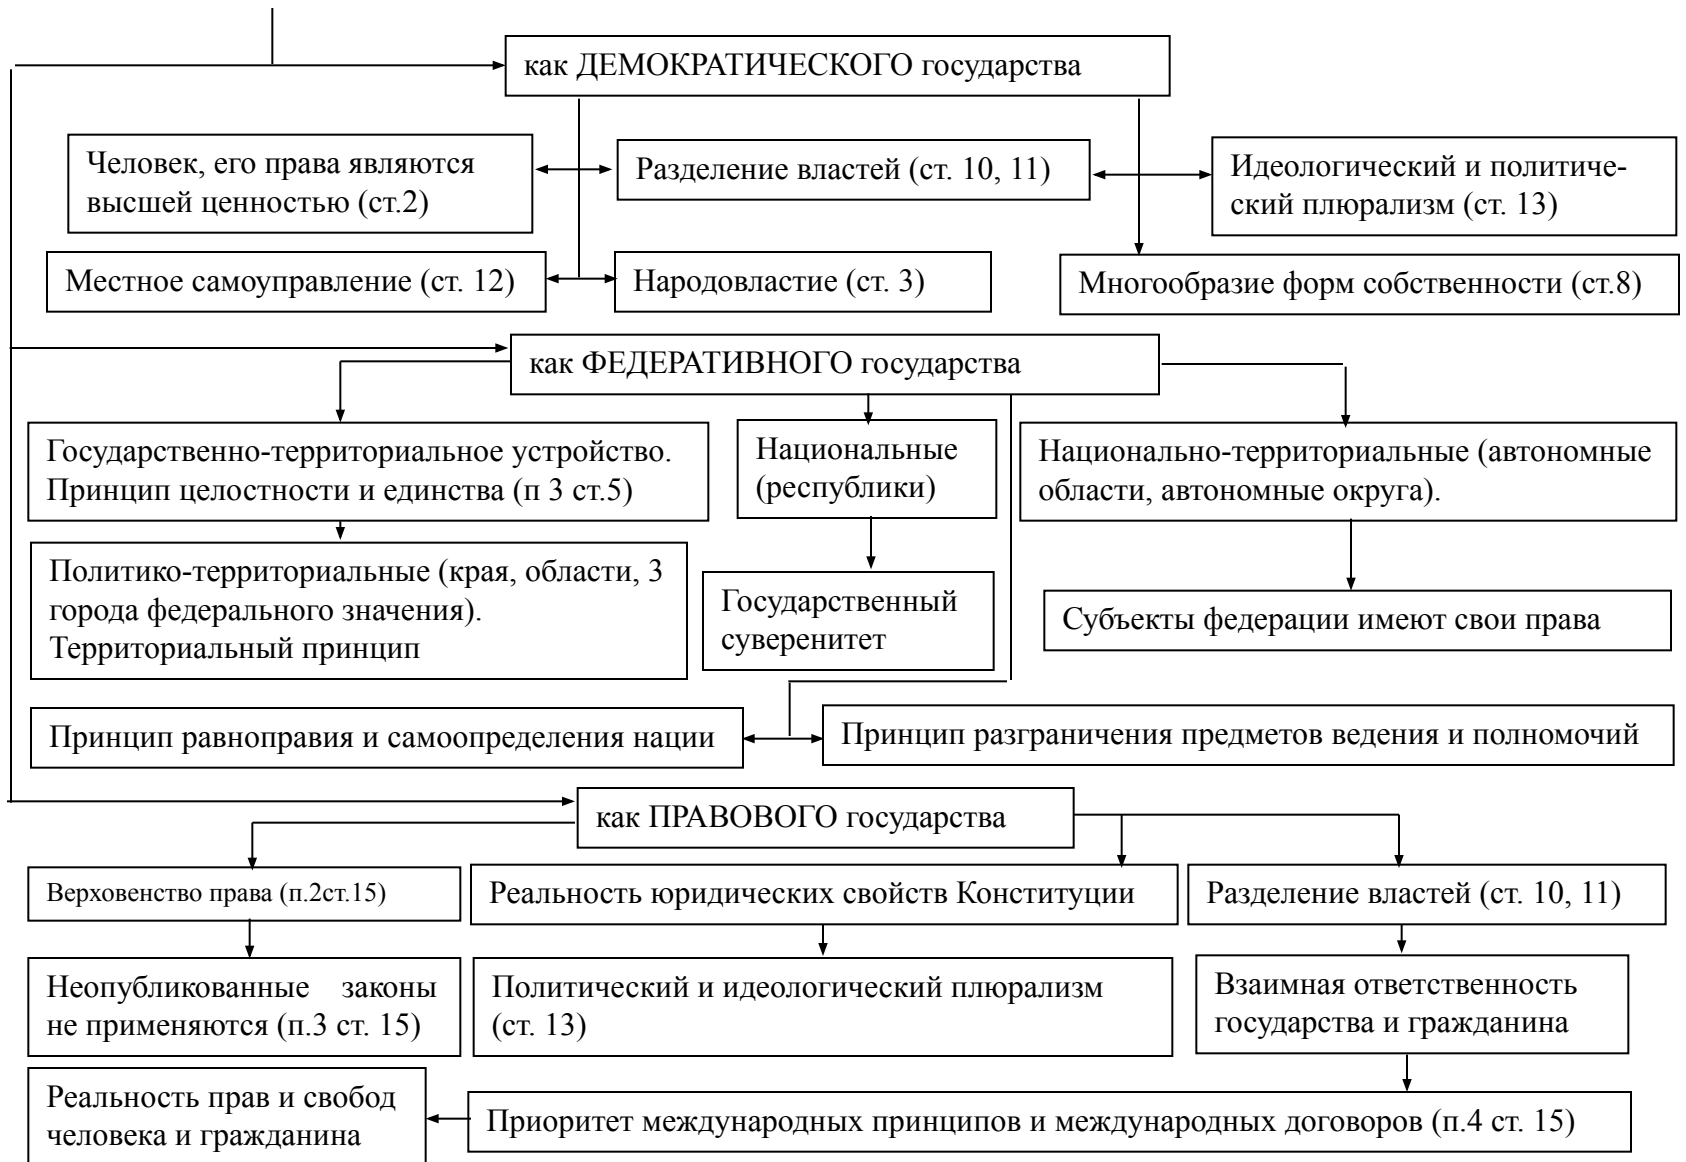 как ДЕМОКРАТИЧЕСКОГО государства
Человек, его права являются
высшей ценностью (ст.2)
Разделение властей (ст. 10, 11)
Идеологический и политиче-
ский плюрализм (ст. 13)
Местное самоуправление (ст. 12)
Народовластие (ст. 3)
Многообразие форм собственности (ст.8)
как ФЕДЕРАТИВНОГО государства
Государственно-территориальное устройство.
Принцип целостности и единства (п 3 ст.5)
Национальные
(республики)
Национально-территориальные (автономные
области, автономные округа).
Политико-территориальные (края, области, 3
города федерального значения).
Территориальный принцип
Государственный
суверенитет
Субъекты федерации имеют свои права
Принцип равноправия и самоопределения нации
Принцип разграничения предметов ведения и полномочий
как ПРАВОВОГО государства
Верховенство права (п.2ст.15)
Реальность юридических свойств Конституции
Разделение властей (ст. 10, 11)
Неопубликованные законы
не применяются (п.3 ст. 15)
Политический и идеологический плюрализм
(ст. 13)
Взаимная ответственность
государства и гражданина
Реальность прав и свобод
человека и гражданина
Приоритет международных принципов и международных договоров (п.4 ст. 15)